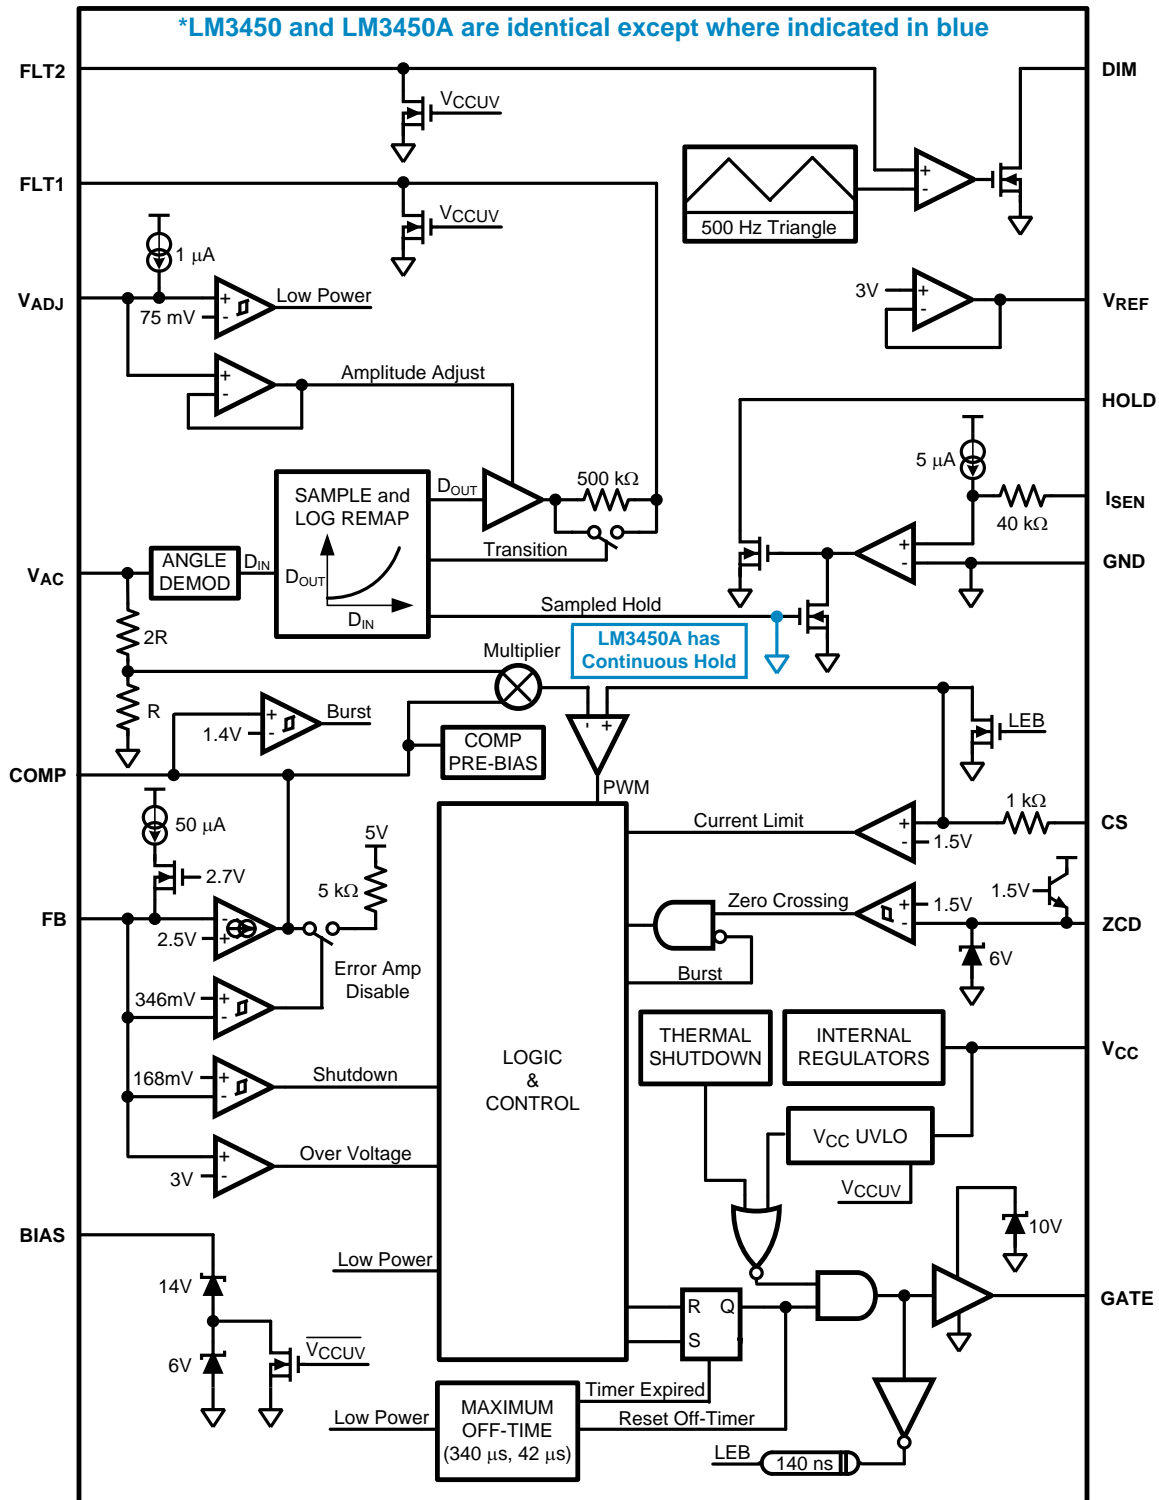 *LM3450 and LM3450A are identical except where indicated in blue
FLT2
DIM
VCCUV
FLT1
VCCUV
500 Hz Triangle
1 µA
VADJ
75 mV
+
-
Low Power
3V
+
-
VREF
+
-
Amplitude Adjust
HOLD
5 µA
ISEN
40 kΩ
SAMPLE and
LOG REMAP
DOUT
500 kΩ
Transition
DOUT
DIN
+
-
GND
VAC
ANGLE
DEMOD
DIN
Sampled Hold
LM3450A has
Continuous Hold
2R
Multiplier
R
+
-
1.4V
Burst
- +
LEB
COMP
PRE-BIAS
COMP
PWM
50 µA
5V
Current Limit
+
-
1.5V
1 kΩ
CS
2.7V
5 kΩ
Zero Crossing
+
-
1.5V
1.5V
FB
-
+
2.5V
ZCD
6V
Error Amp
Disable
Burst
346mV
+
-
THERMAL
SHUTDOWN
INTERNAL
REGULATORS
VCC
168mV
+
-
Shutdown
LOGIC
&
CONTROL
VCC UVLO
+
-
3V
Over Voltage
VCCUV
BIAS
10V
Low Power
14V
R Q
S
GATE
6V
VCCUV
Timer Expired
MAXIMUM
OFF-TIME
(340 µs, 42 µs)
Low Power
Reset Off-Timer
LEB
140 ns
+
-